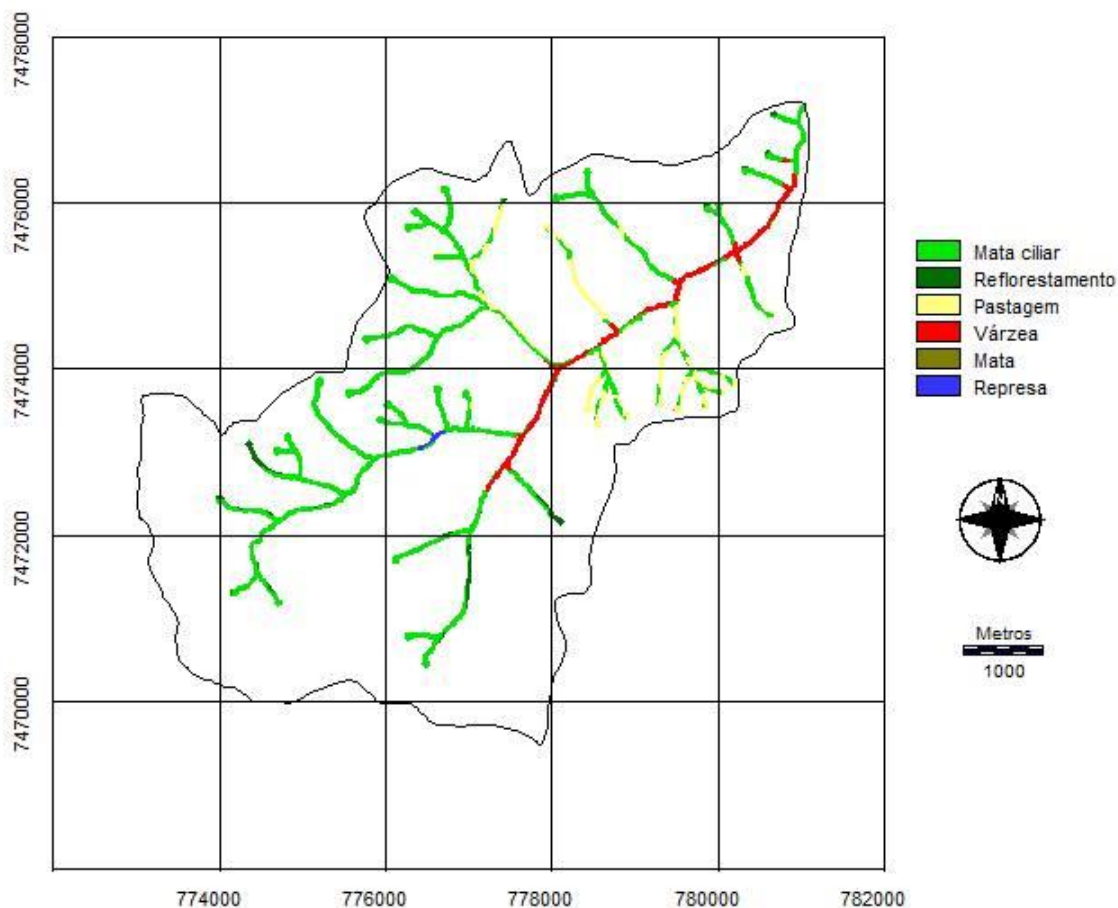 7478000
7476000
7474000
7472000
7470000
774000
776000
778000
780000
782000
Mata ciliar
Reflorestamento
Pastagem
Várzea
Mata
Represa
N
Metros
1000